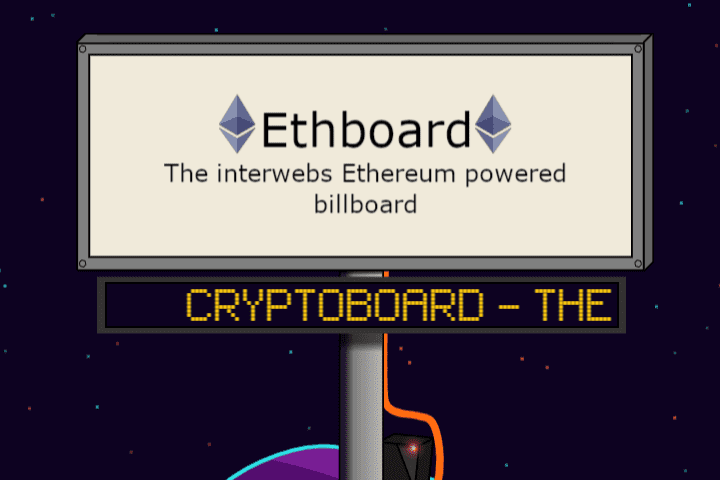 Ethboard
The interwebs Ethereum powered
billboard
CRYPTOBOARD - THE